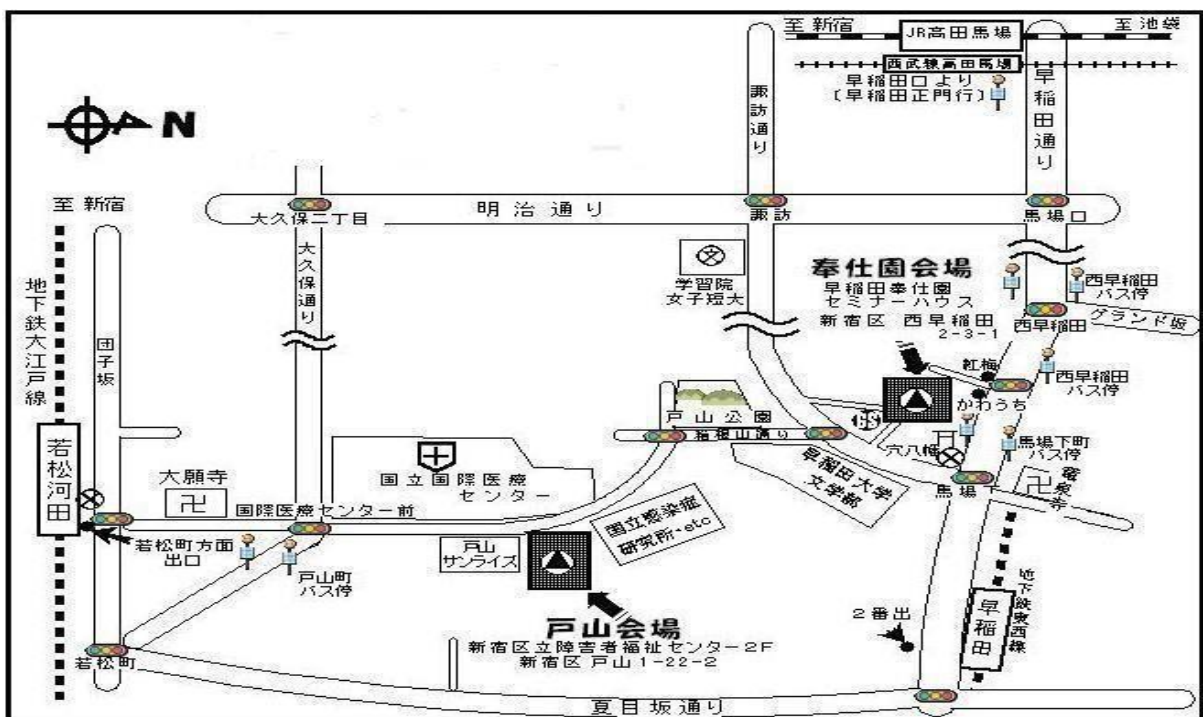 至新宿
JR高田馬場
至池袋
西武線高田馬場
早稲田口より
(早稲田正門行)
諏訪通り
早稲田通り
N
至新宿
大久保二丁目
明治通り
諏訪
馬場口
地下鉄大江戸線
団子坂
大久保通り
学習院
女子短大
奉仕園会場
早稲田奉仕園
セミナーハウス
新宿区 西早稲田
2-3-1
西早稲田
バス停
西早稲田
グランド坂
紅梅
西早稲田
バス停
かわうち
戸山公園
箱根山通り
GS
穴八幡
馬場下町
バス停
早稲田大学
文学部
馬場下
竜泉寺
若松河田
大願寺
卍
国立国際医療
センター
国際医療センター前
国立感染症
研究所・etc
若松町方面
出口
戸山町
バス停
戸山
サンライズ
戸山会場
新宿区立障害者福祉センター2F
新宿区戸山1-22-2
卍
2番出
早稲田
地下鉄東西線
若松町
夏目坂通り